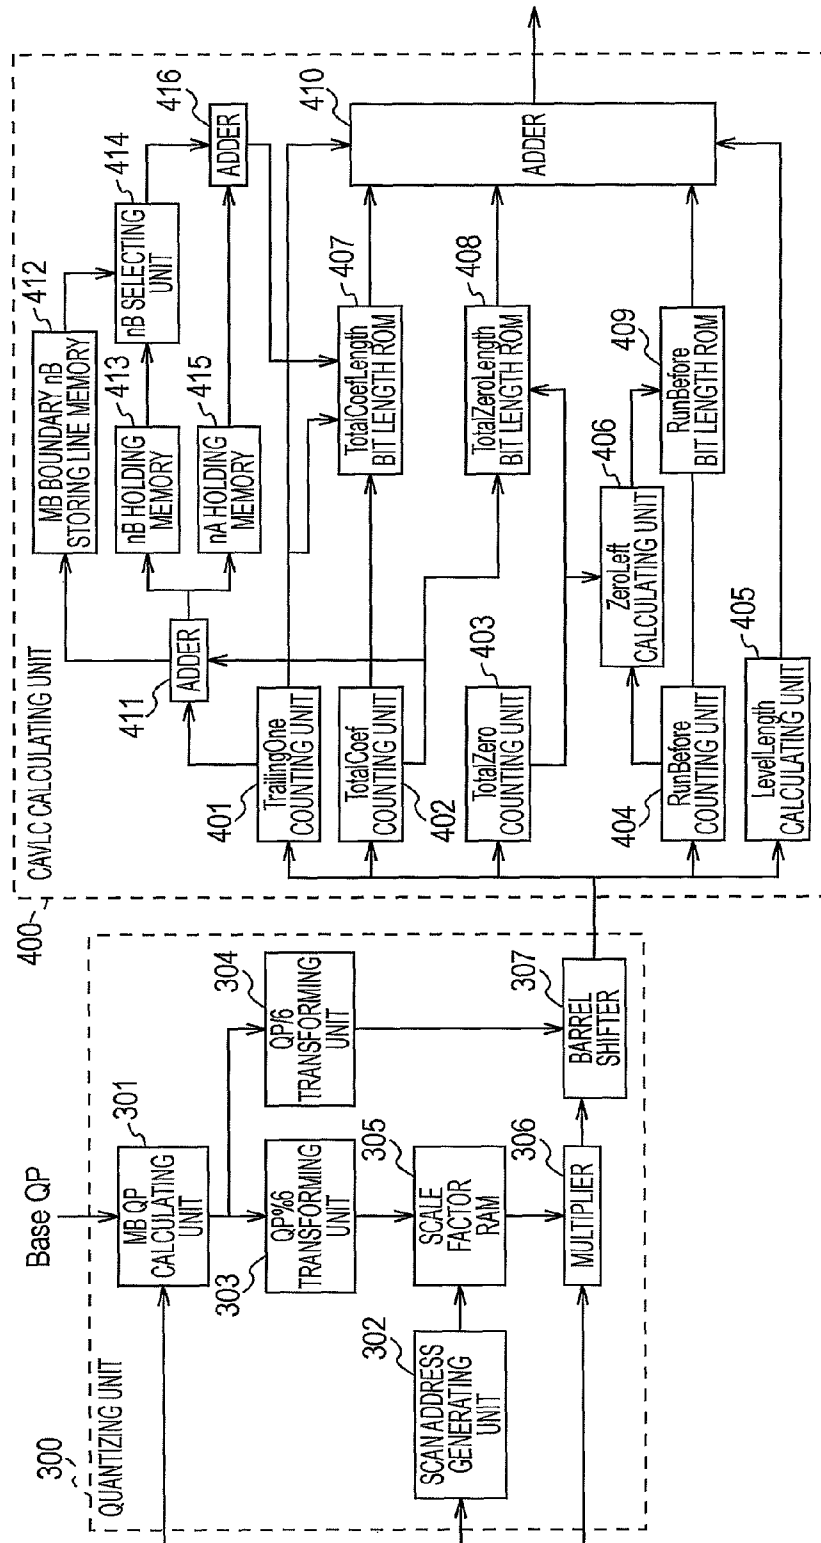 300
QUANTIZING UNIT
Base QP
301
MB QP
CALCULATING
UNIT
302
SCAN ADDRESS
GENERATING
UNIT
303
QP%6
TRANSFORMING
UNIT
304
QP/6
TRANSFORMING
UNIT
305
SCALE
FACTOR
RAM
306
MULTIPLIER
307
BARREL
SHIFTER
400
CAVLC CALCULATING UNIT
401
TrailingOne
COUNTING UNIT
402
TotalCoef
COUNTING UNIT
403
TotalZero
COUNTING UNIT
404
RunBefore
COUNTING UNIT
405
LevelLength
CALCULATING UNIT
406
ZeroLeft
CALCULATING UNIT
407
TotalCoefLength
BIT LENGTH ROM
408
TotalZeroLength
BIT LENGTH ROM
409
RunBefore
BIT LENGTH ROM
410
ADDER
411
ADDER
412
MB BOUNDARY nB
STORING LINE MEMORY
413
nB HOLDING
MEMORY
414
nB SELECTING
UNIT
415
nA HOLDING
MEMORY
416
ADDER